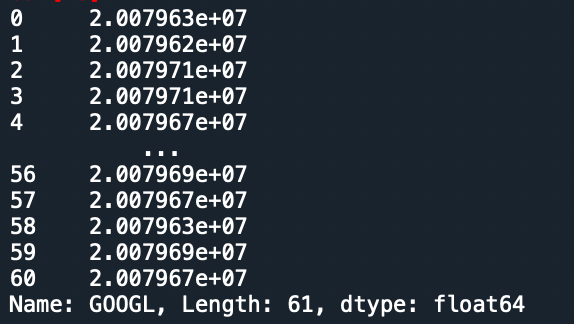 0 2.007963e+07
1 2.007962e+07
2 2.007971e+07
3 2.007971e+07
4 2.007967e+07
...
56 2.007969e+07
57 2.007967e+07
58 2.007963e+07
59 2.007969e+07
60 2.007967e+07
Name: GOOGL, Length: 61, dtype: float64